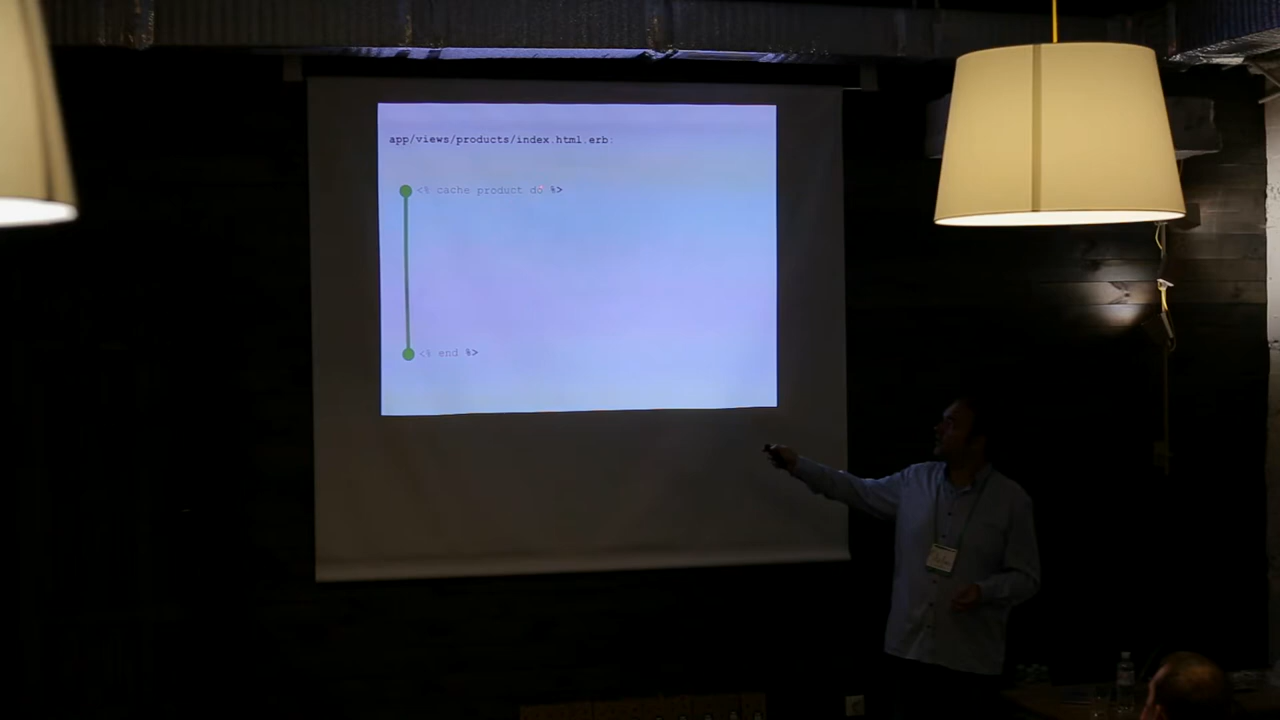 app/views/products/index.html.erb:
<% cache product do %>
<% end %>